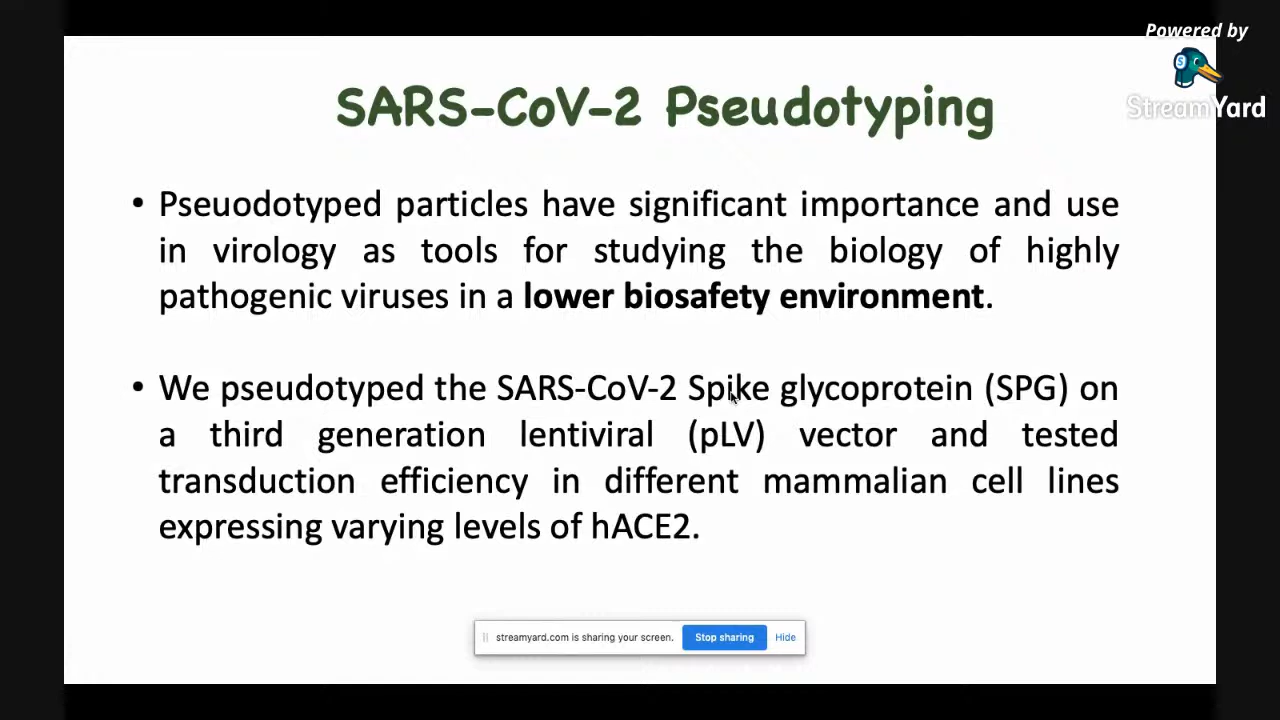 Powered by
StreamYard
SARS-CoV-2 Pseudotyping
• Pseuodotyped particles have significant importance and use
in virology as tools for studying the biology of highly
pathogenic viruses in a lower biosafety environment.
• We pseudotyped the SARS-CoV-2 Spike glycoprotein (SPG) on
a third generation lentiviral (pLV) vector and tested
transduction efficiency in different mammalian cell lines
expressing varying levels of hACE2.
streamyard.com is sharing your screen. Stop sharing Hide